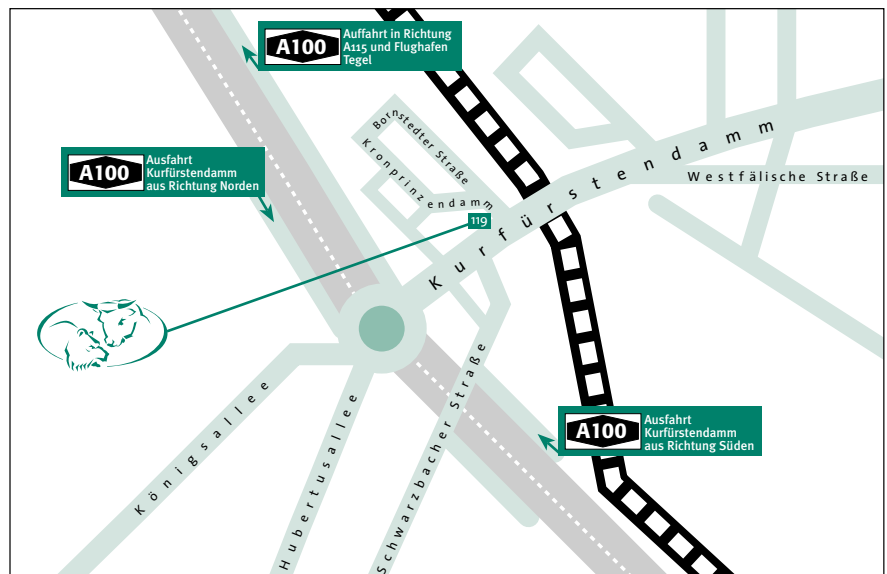 A100
Auffahrt in Richtung
A115 und Flughafen
Tegel
A100
Ausfahrt
Kurfürstendamm
aus Richtung Norden
Bornstedter Straße
Kronprinzendamm
119
Kurfürstendamm
Westfälische Straße
Königsallee
Hubertusallee
Schwarzbacher Straße
A100
Ausfahrt
Kurfürstendamm
aus Richtung Süden